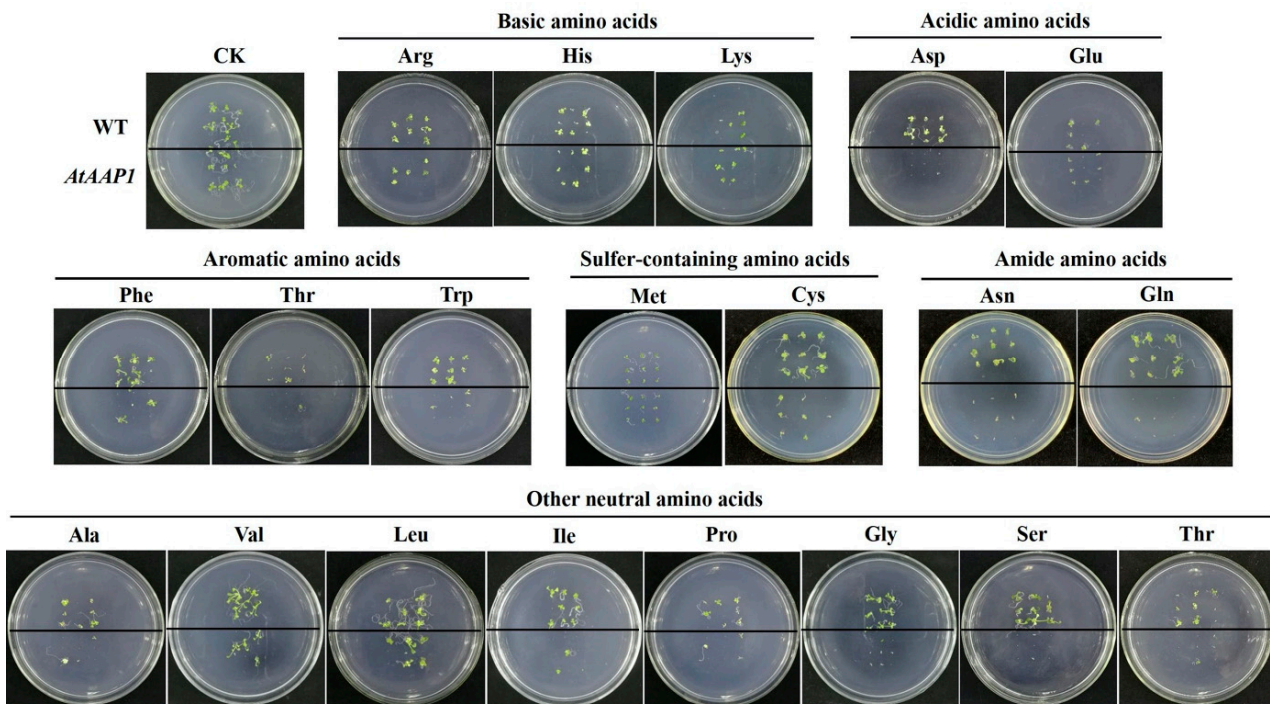 Basic amino acids Acidic amino acids
CK Arg His Lys Asp Glu
WT
AtAAP1
Aromatic amino acids Sulfer-containing amino acids Amide amino acids
Phe Thr Trp Met Cys Asn Gln
Other neutral amino acids
Ala Val Leu Ile Pro Gly Ser Thr